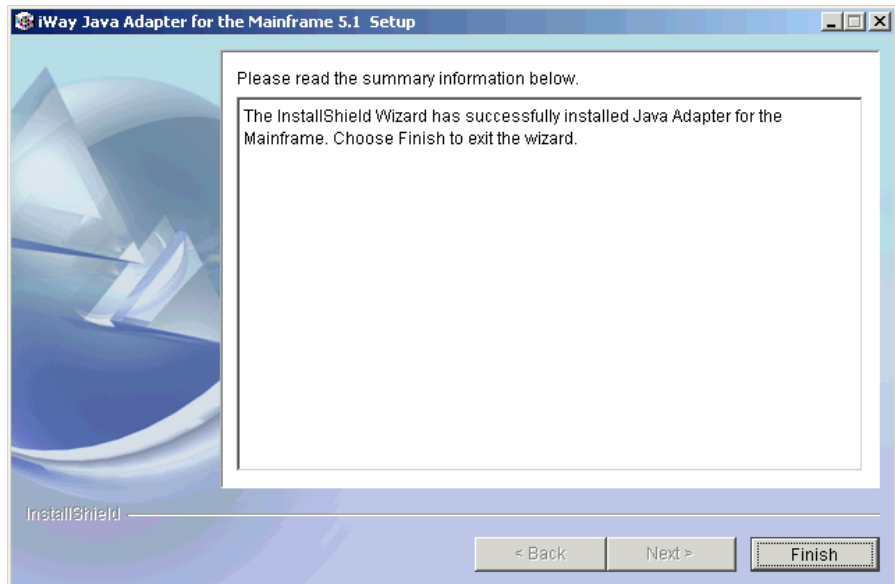 iWay Java Adapter for the Mainframe 5.1 Setup
Please read the summary information below.
The InstallShield Wizard has successfully installed Java Adapter for the
Mainframe. Choose Finish to exit the wizard.
InstallShield
< Back
Next >
Finish